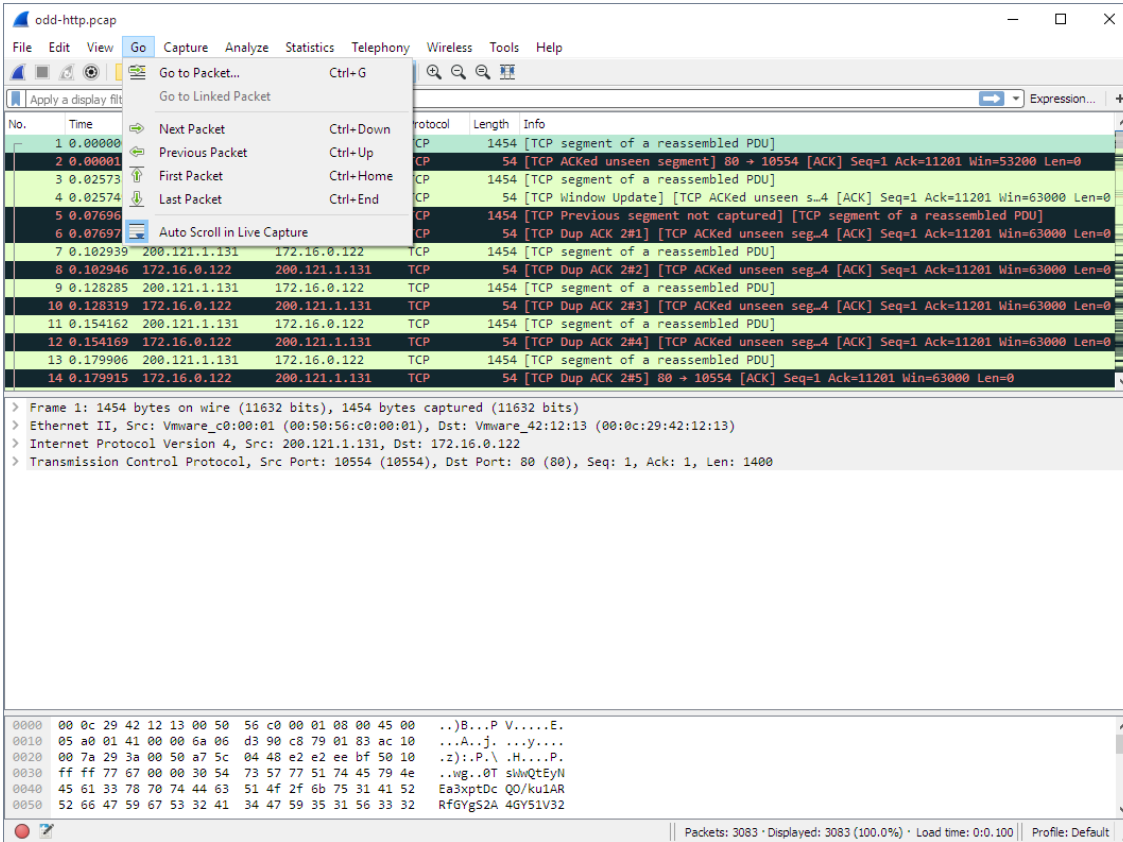 odd-http.pcap
File Edit View Go Capture Analyze Statistics Telephony Wireless Tools Help
Go to Packet... Ctrl+G
Go to Linked Packet
Next Packet Ctrl+Down
Previous Packet Ctrl+Up
First Packet Ctrl+Home
Last Packet Ctrl+End
Auto Scroll in Live Capture
Apply a display filt Expression... +
No. Time rotocol Length Info
1 0.00000 CP 1454 [TCP segment of a reassembled PDU]
2 0.00001 CP 54 [TCP ACKed unseen segment] 80 → 10554 [ACK] Seq=1 Ack=11201 Win=53200 Len=0
3 0.02573 CP 1454 [TCP segment of a reassembled PDU]
4 0.02574 CP 54 [TCP Window Update] [TCP ACKed unseen s…4 [ACK] Seq=1 Ack=11201 Win=63000 Len=0
5 0.07696 CP 1454 [TCP Previous segment not captured] [TCP segment of a reassembled PDU]
6 0.07697 CP 54 [TCP Dup ACK 2#1] [TCP ACKed unseen seg…4 [ACK] Seq=1 Ack=11201 Win=63000 Len=0
7 0.102939 200.121.1.131 172.16.0.122 TCP 1454 [TCP segment of a reassembled PDU]
8 0.102946 172.16.0.122 200.121.1.131 TCP 54 [TCP Dup ACK 2#2] [TCP ACKed unseen seg…4 [ACK] Seq=1 Ack=11201 Win=63000 Len=0
9 0.128285 200.121.1.131 172.16.0.122 TCP 1454 [TCP segment of a reassembled PDU]
10 0.128319 172.16.0.122 200.121.1.131 TCP 54 [TCP Dup ACK 2#3] [TCP ACKed unseen seg…4 [ACK] Seq=1 Ack=11201 Win=63000 Len=0
11 0.154162 200.121.1.131 172.16.0.122 TCP 1454 [TCP segment of a reassembled PDU]
12 0.154169 172.16.0.122 200.121.1.131 TCP 54 [TCP Dup ACK 2#4] [TCP ACKed unseen seg…4 [ACK] Seq=1 Ack=11201 Win=63000 Len=0
13 0.179906 200.121.1.131 172.16.0.122 TCP 1454 [TCP segment of a reassembled PDU]
14 0.179915 172.16.0.122 200.121.1.131 TCP 54 [TCP Dup ACK 2#5] 80 → 10554 [ACK] Seq=1 Ack=11201 Win=63000 Len=0
> Frame 1: 1454 bytes on wire (11632 bits), 1454 bytes captured (11632 bits)
> Ethernet II, Src: Vmware_c0:00:01 (00:50:56:c0:00:01), Dst: Vmware_42:12:13 (00:0c:29:42:12:13)
> Internet Protocol Version 4, Src: 200.121.1.131, Dst: 172.16.0.122
> Transmission Control Protocol, Src Port: 10554 (10554), Dst Port: 80 (80), Seq: 1, Ack: 1, Len: 1400
0000 00 0c 29 42 12 13 00 50 56 c0 00 01 08 00 45 00 ..)B...P V.....E.
0010 05 a0 01 41 00 00 6a 06 d3 90 c8 79 01 83 ac 10 ...A..j. ...y....
0020 00 7a 29 3a 00 50 a7 5c 04 48 e2 e2 ee bf 50 10 .z):.P.\ .H....P.
0030 ff ff 77 67 00 00 30 54 73 57 77 51 74 45 79 4e ..wg..0T sWwQtEyN
0040 45 61 33 78 70 74 44 63 51 4f 2f 6b 75 31 41 52 Ea3xptDc QO/ku1AR
0050 52 66 47 59 67 53 32 41 34 47 59 35 31 56 33 32 RfGYgS2A 4GY51V32
Packets: 3083 · Displayed: 3083 (100.0%) · Load time: 0:0.100 Profile: Default